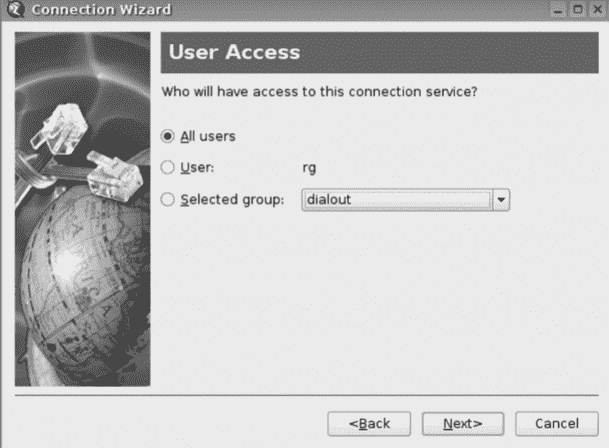 Connection Wizard
User Access
Who will have access to this connection service?
All users
User: rg
Selected group: dialout
<Back Next> Cancel